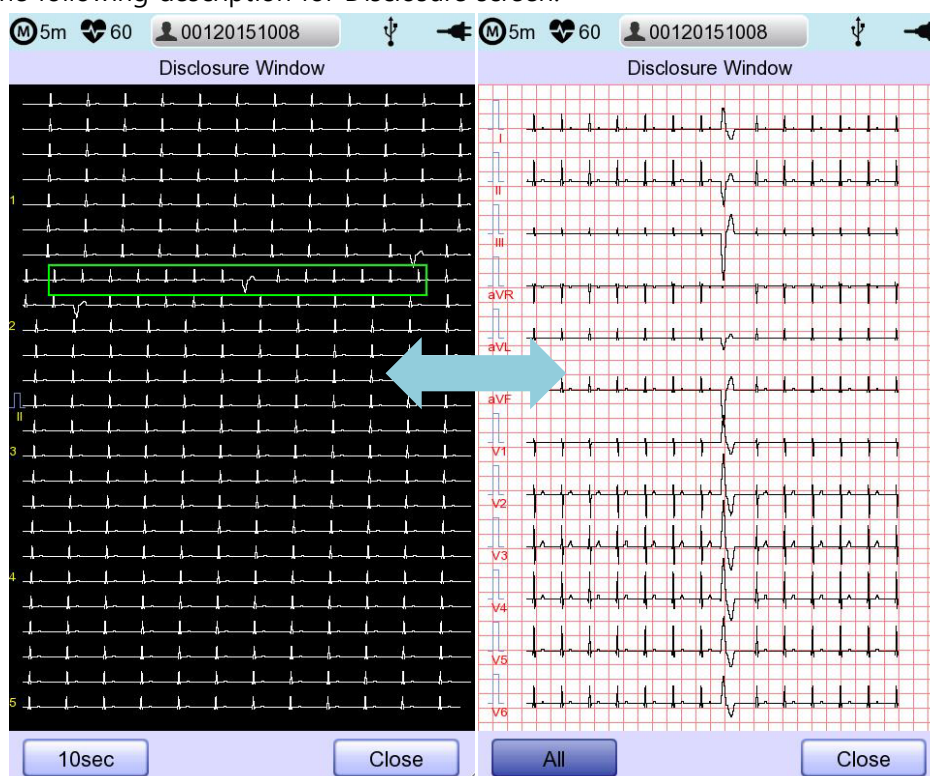 he following description for Disclosure screen.
M 5m 60 00120151008
Disclosure Window
1
2
II
3
4
5
10sec Close
M 5m 60 00120151008
Disclosure Window
I
II
III
aVR
aVL
aVF
V1
V2
V3
V4
V5
V6
All Close